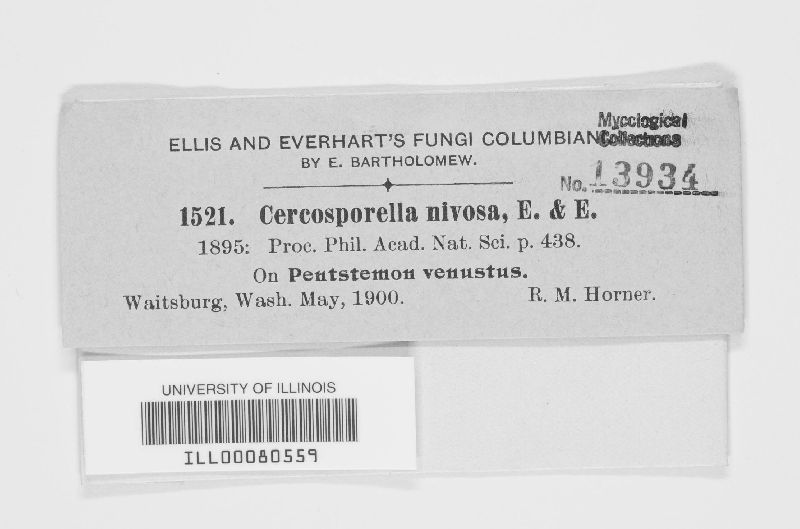 ELLIS AND EVERHART'S FUNGI COLUMBIAN
Mycological
Collections
BY E. BARTHOLOMEW.
No. 13934
1521. Cercosporella nivosa, E. & E.
1895: Proc. Phil. Acad. Nat. Sci. p. 438.
On Pentstemon venustus.
Waitsburg, Wash. May, 1900. R. M. Horner.
UNIVERSITY OF ILLINOIS
ILL00080559